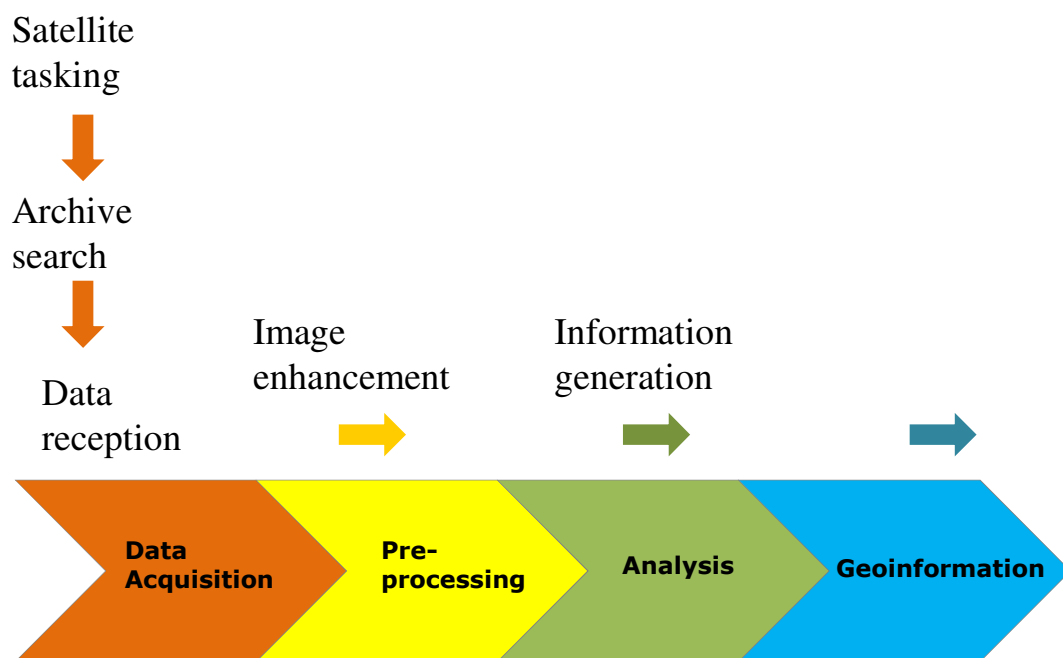 Satellite
tasking
Archive
search
Data
reception
Image
enhancement
Information
generation
Data
Acquisition
Pre-
processing
Analysis
Geoinformation